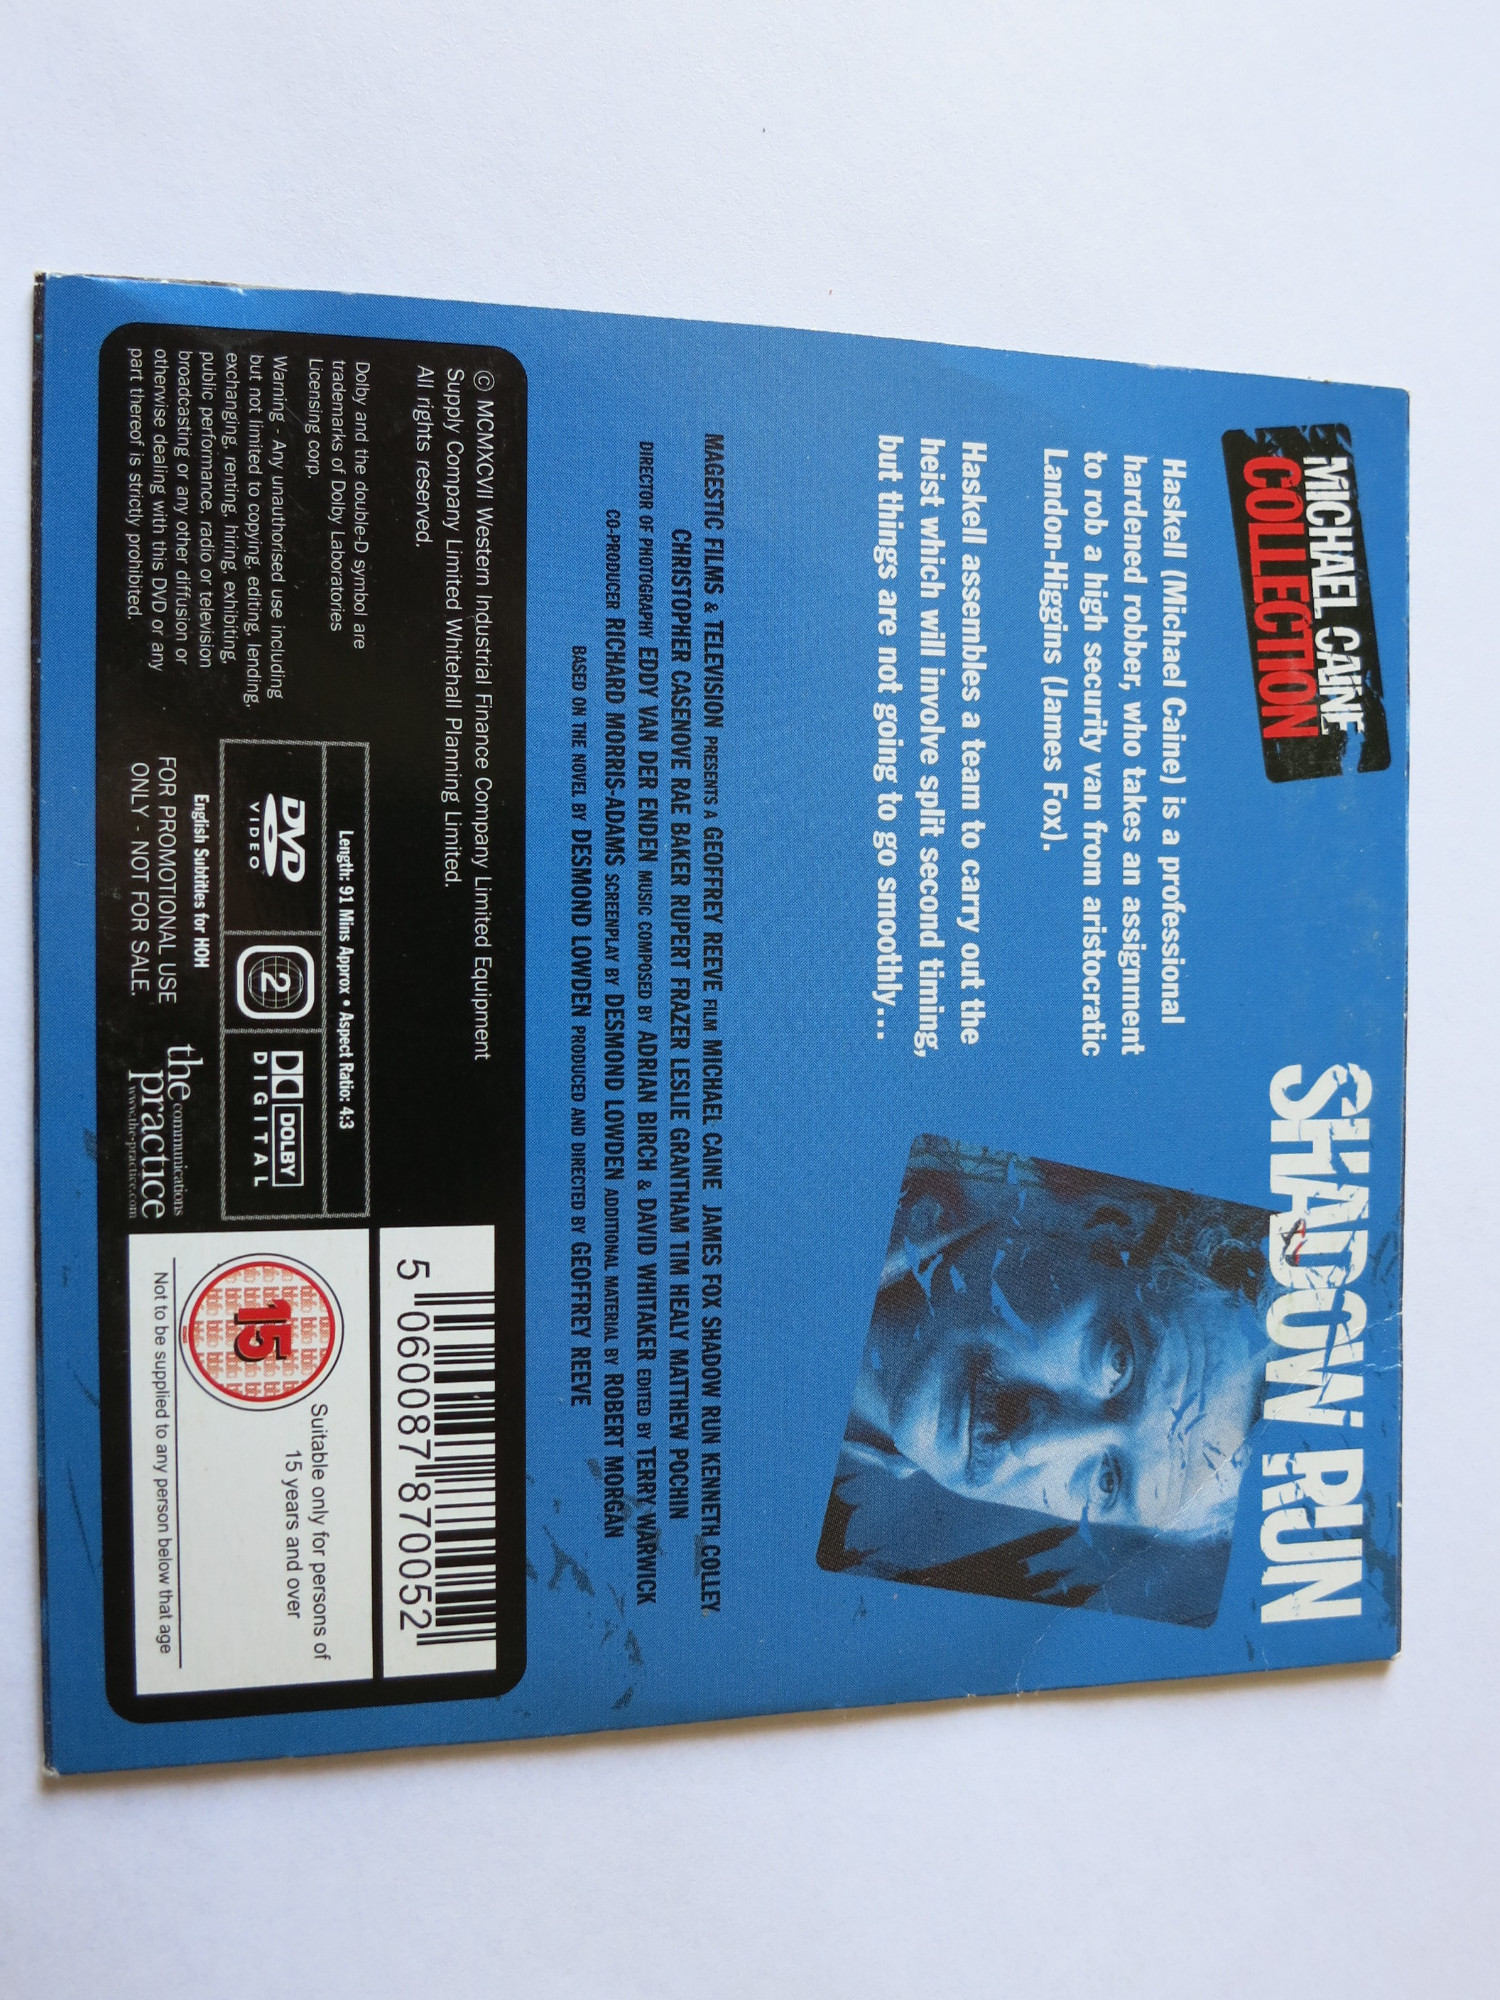 MICHAEL CAINE
COLLECTION
SHADOW RUN
Haskell (Michael Caine) is a professional
hardened robber, who takes an assignment
to rob a high security van from aristocratic
Landon-Higgins (James Fox).
Haskell assembles a team to carry out the
heist which will involve split second timing,
but things are not going to go smoothly...
MAGESTIC FILMS & TELEVISION PRESENTS A GEOFFREY REEVE FILM MICHAEL CAINE JAMES FOX SHADOW RUN KENNETH COLLEY
CHRISTOPHER CASENOVE RAE BAKER RUPERT FRAZER LESLIE GRANTHAM TIM HEALY MATTHEW POCHIN
DIRECTOR OF PHOTOGRAPHY EDDY VAN DER ENDEN MUSIC COMPOSED BY ADRIAN BIRCH & DAVID WHITAKER EDITED BY TERRY WARWICK
CO-PRODUCER RICHARD MORRIS-ADAMS SCREENPLAY BY DESMOND LOWDEN ADDITIONAL MATERIAL BY ROBERT MORGAN
BASED ON THE NOVEL BY DESMOND LOWDEN PRODUCED AND DIRECTED BY GEOFFREY REEVE
© MCMXCVII Western Industrial Finance Company Limited Equipment
Supply Company Limited Whitehall Planning Limited.
All rights reserved.
Dolby and the double-D symbol are
trademarks of Dolby Laboratories
Licensing corp.
Warning - Any unauthorised use including
but not limited to copying, editing, lending,
exchanging, renting, hiring, exhibiting,
public performance, radio or television
broadcasting or any other diffusion or
otherwise dealing with this DVD or any
part thereof is strictly prohibited.
Length: 91 Mins Approx • Aspect Ratio: 4:3
DVD
VIDEO
2
DOLBY
DIGITAL
English Subtitles for HOH
FOR PROMOTIONAL USE
ONLY - NOT FOR SALE.
the communications
practice
www.the-practice.com
5 060087 870052
15
Suitable only for persons of
15 years and over
Not to be supplied to any person below that age